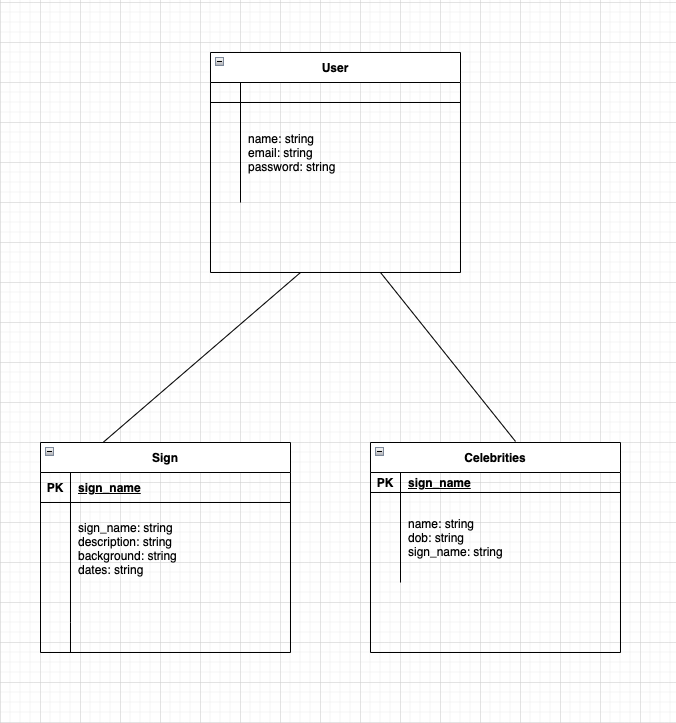 User
name: string
email: string
password: string
Sign
PK sign_name
sign_name: string
description: string
background: string
dates: string
Celebrities
PK sign_name
name: string
dob: string
sign_name: string